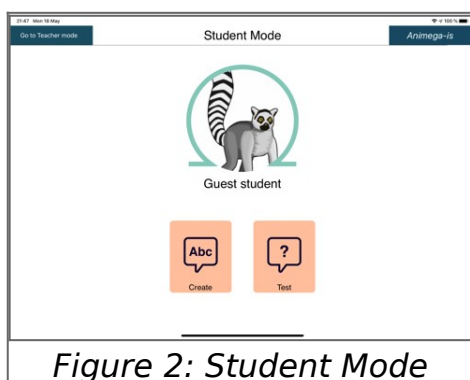 21:47 Mon 18 May
100 %
Go to Teacher mode
Student Mode
Animega-is
Guest student
Abc
?
Create
Test
Figure 2: Student Mode